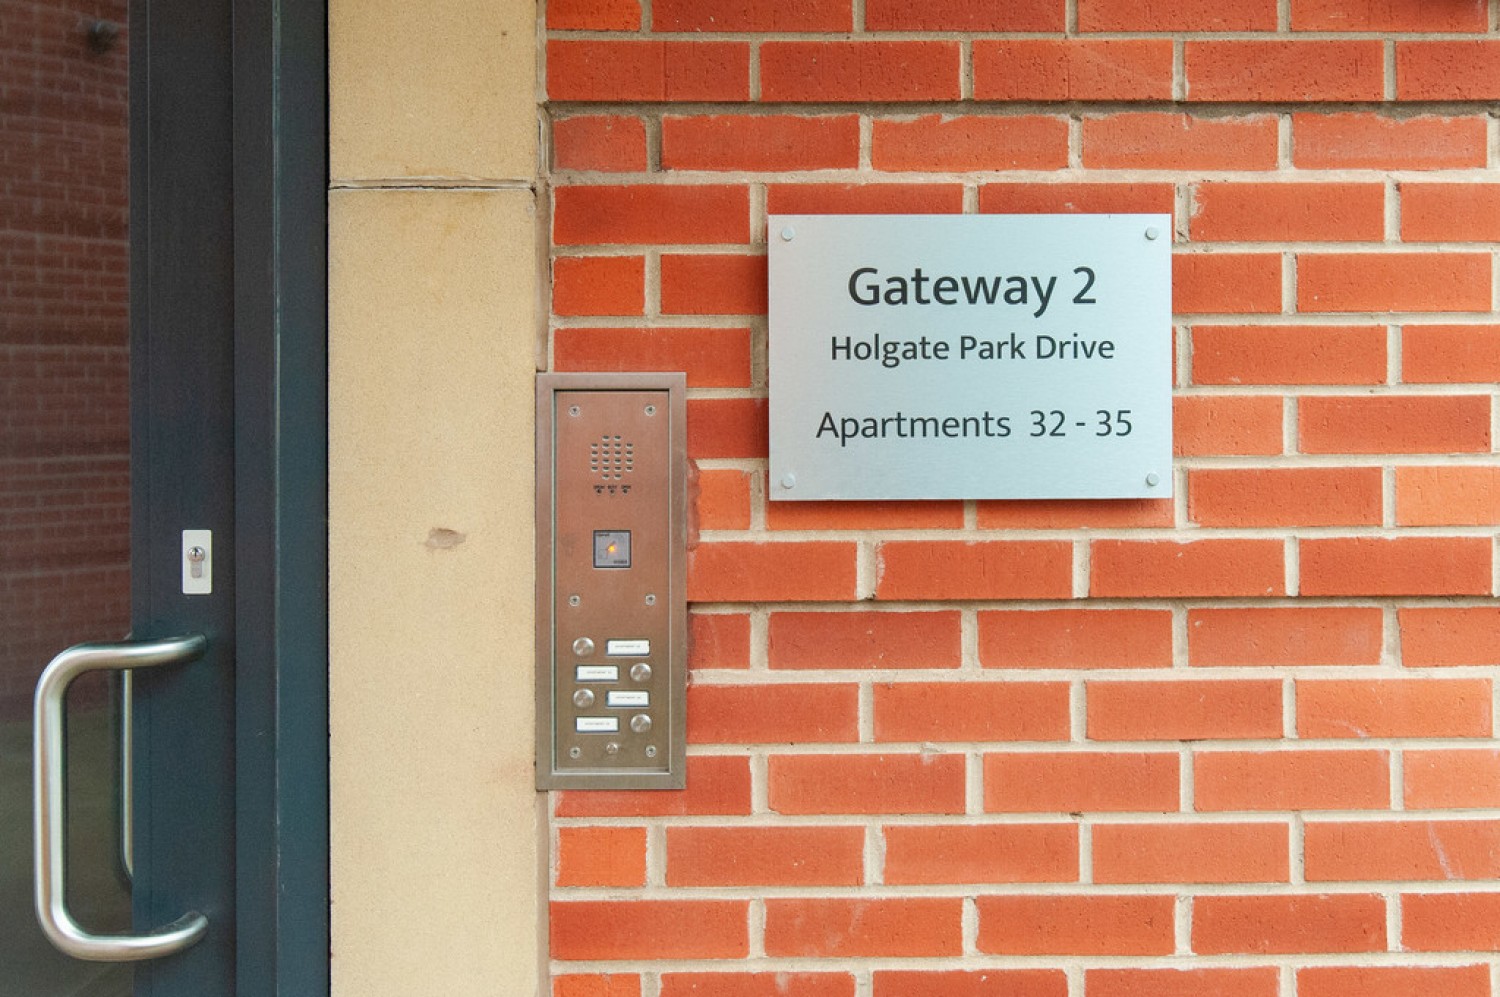 Gateway 2
Holgate Park Drive
Apartments 32 - 35